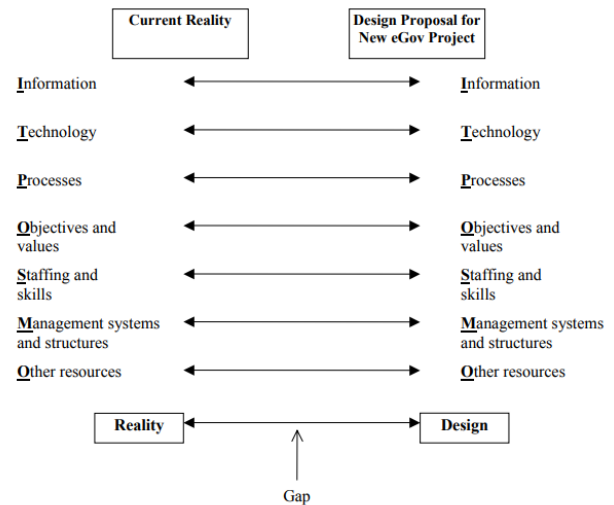 Current Reality
Design Proposal for
New eGov Project
Information
Information
Technology
Technology
Processes
Processes
Objectives and
values
Objectives and
values
Staffing and
skills
Staffing and
skills
Management systems
and structures
Management systems
and structures
Other resources
Other resources
Reality
Design
Gap